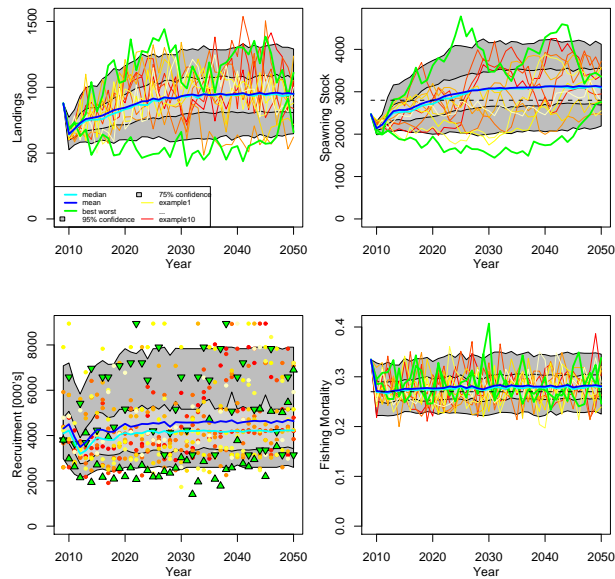 1500
1000
500
0
Landings
median
mean
best worst
95% confidence
75% confidence
example1
...
example10
2010 2020 2030 2040 2050
Year
4000
3000
2000
1000
0
Spawning Stock
2010 2020 2030 2040 2050
Year
8000
6000
4000
2000
0
Recruitment [000's]
2010 2020 2030 2040 2050
Year
0.4
0.3
0.2
0.1
0.0
Fishing Mortality
2010 2020 2030 2040 2050
Year